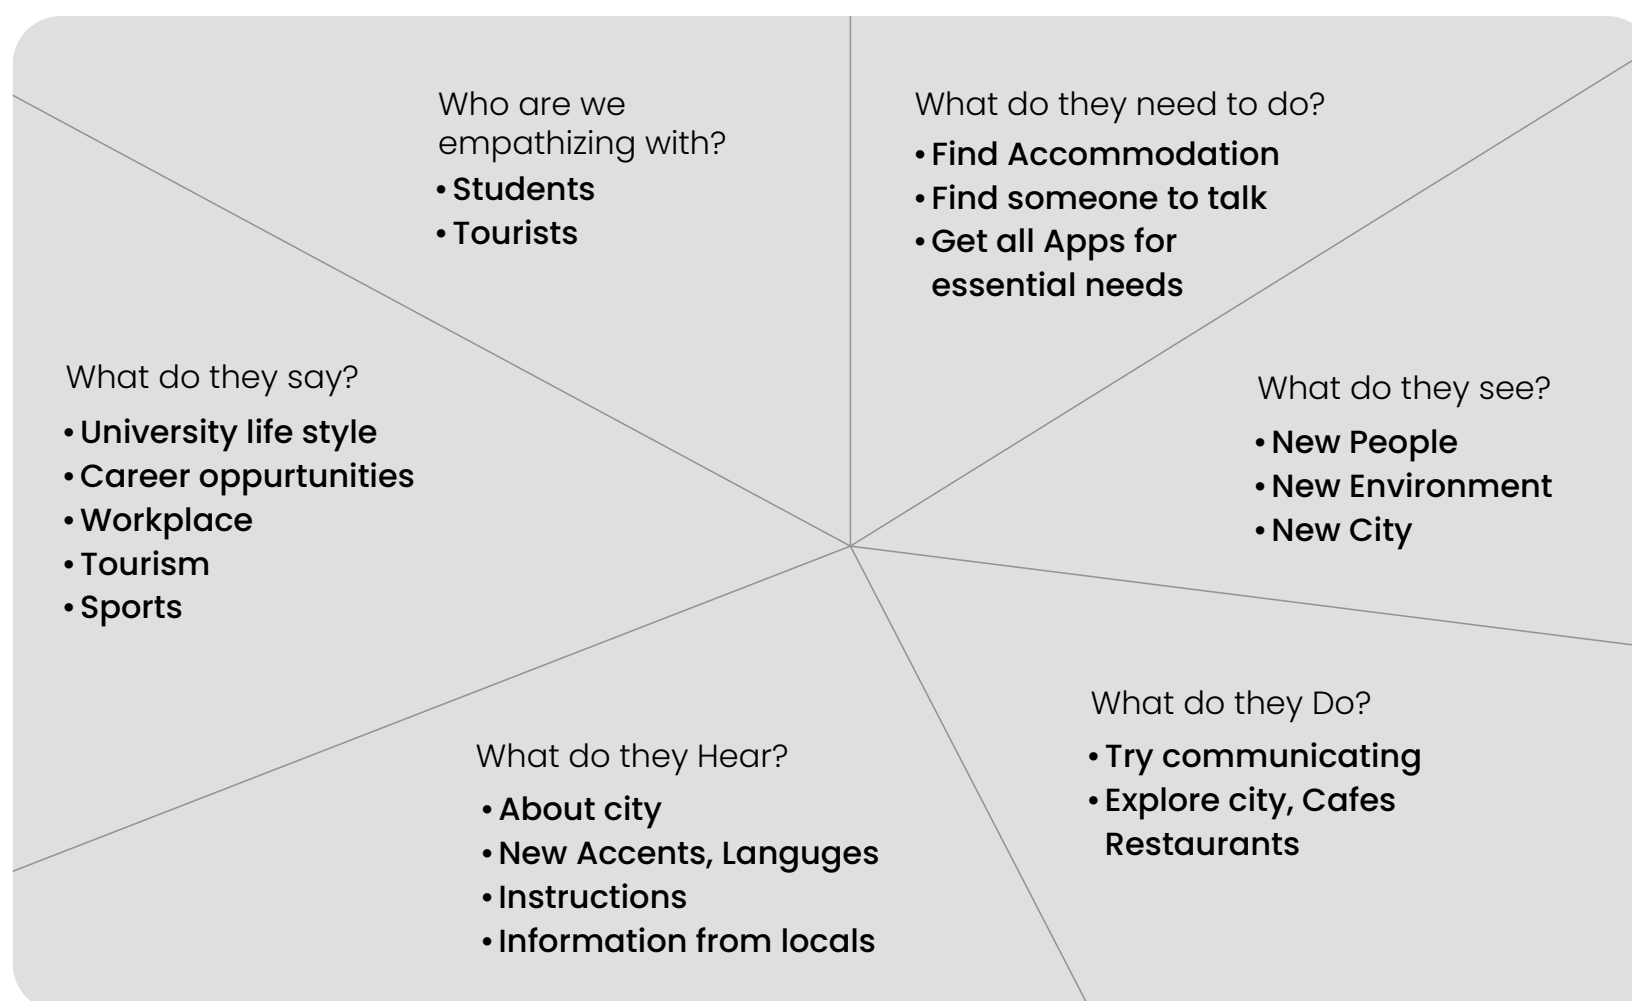 Who are we
empathizing with?
• Students
• Tourists
What do they need to do?
• Find Accommodation
• Find someone to talk
• Get all Apps for
essential needs
What do they say?
• University life style
• Career oppurtunities
• Workplace
• Tourism
• Sports
What do they see?
• New People
• New Environment
• New City
What do they Hear?
• About city
• New Accents, Languges
• Instructions
• Information from locals
What do they Do?
• Try communicating
• Explore city, Cafes
Restaurants